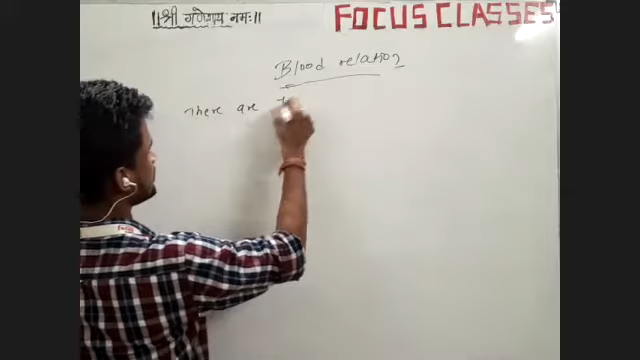 ||श्री गणेशाय नमः||
FOCUS CLASSES
Blood relation
There are